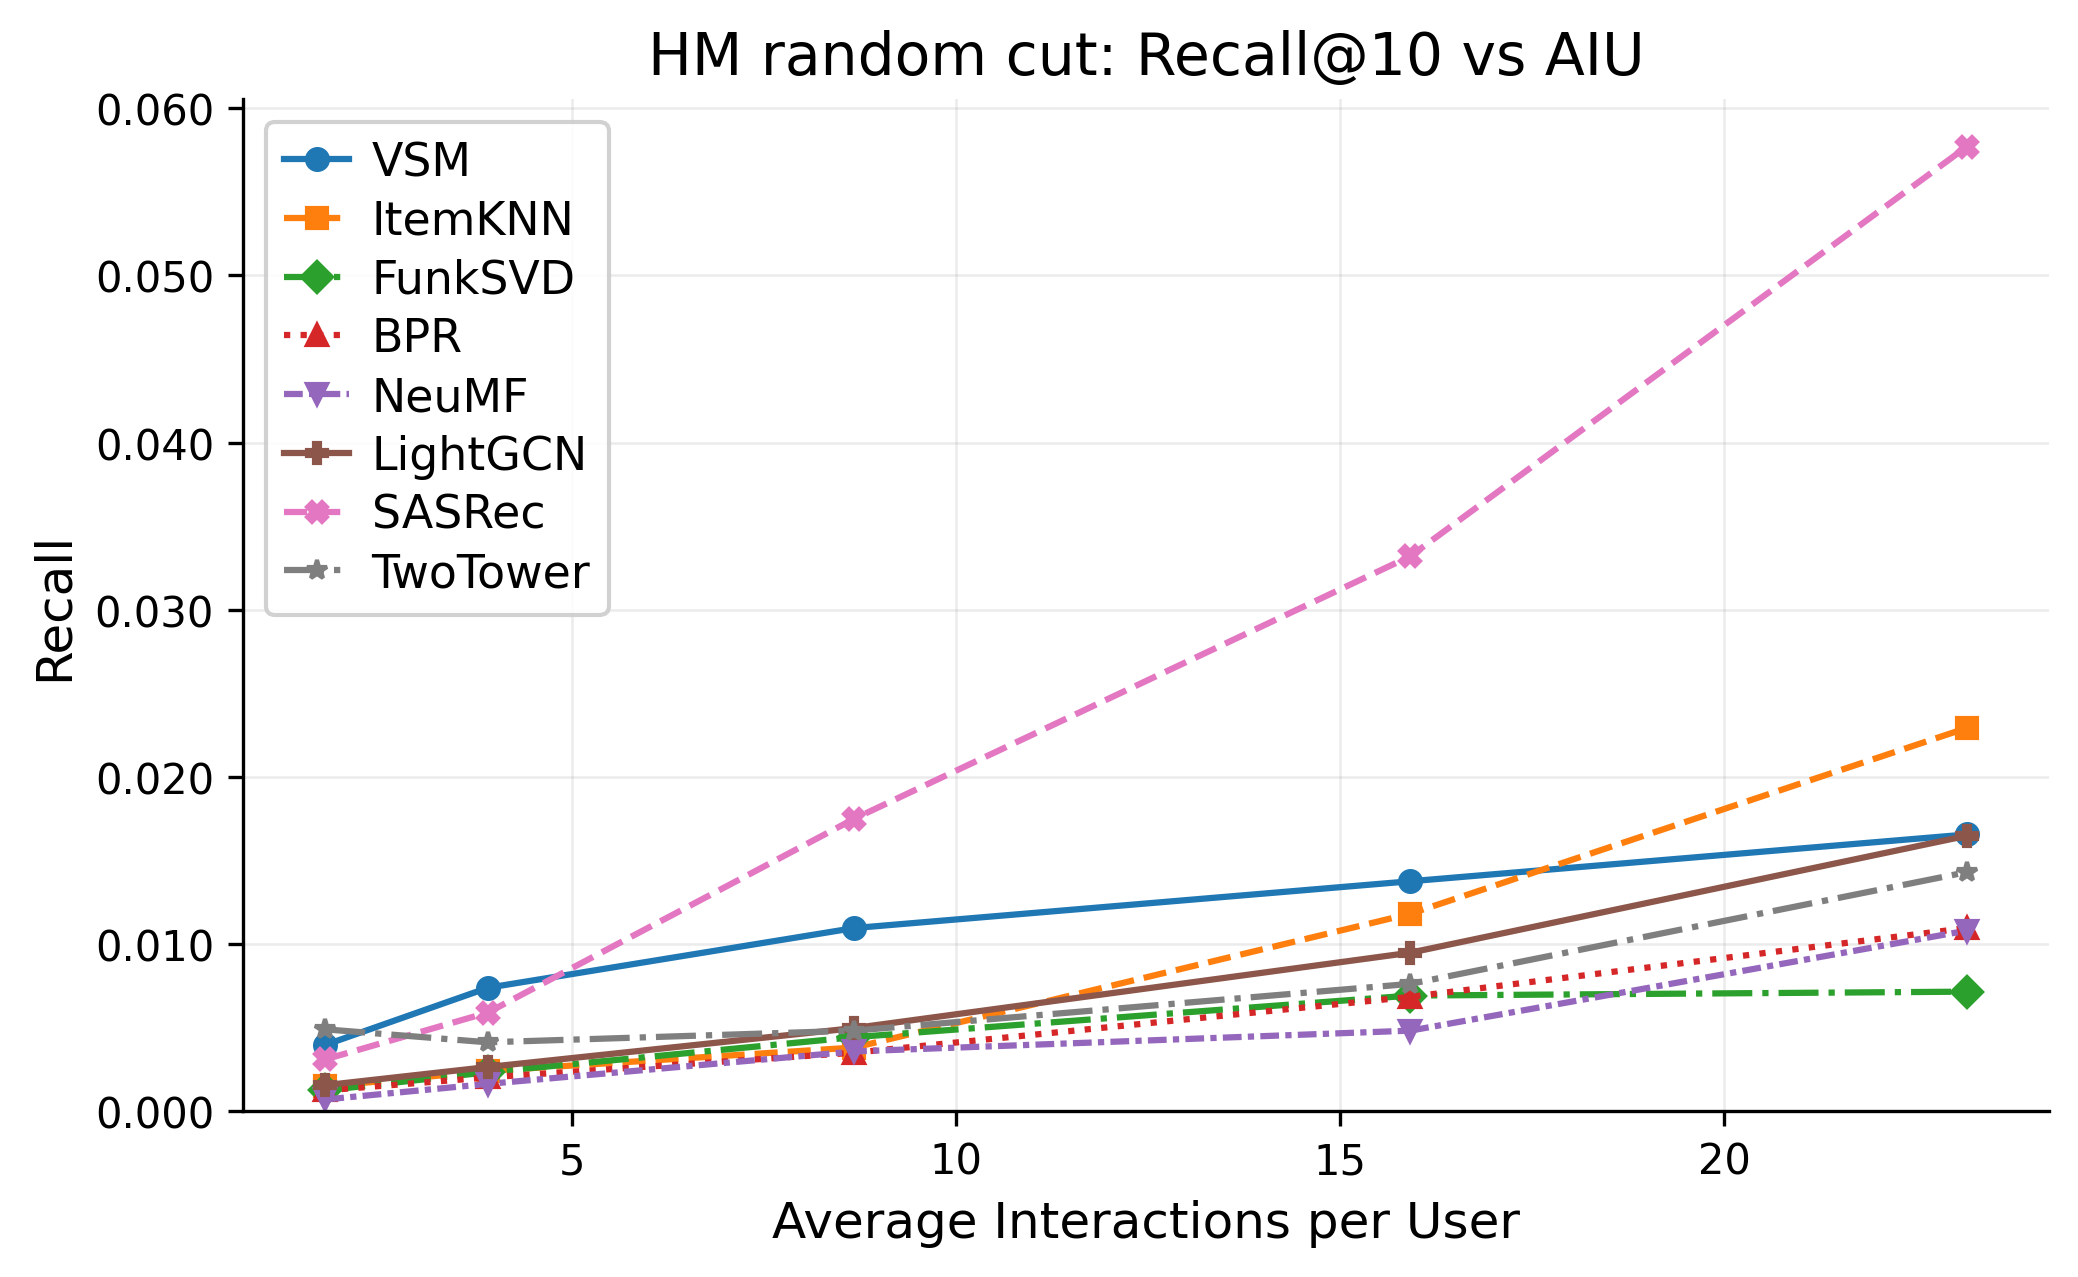 HM random cut: Recall@10 vs AIU
0.060
0.050
0.040
0.030
0.020
0.010
0.000
Recall
VSM
ItemKNN
FunkSVD
BPR
NeuMF
LightGCN
SASRec
TwoTower
5
10
15
20
Average Interactions per User